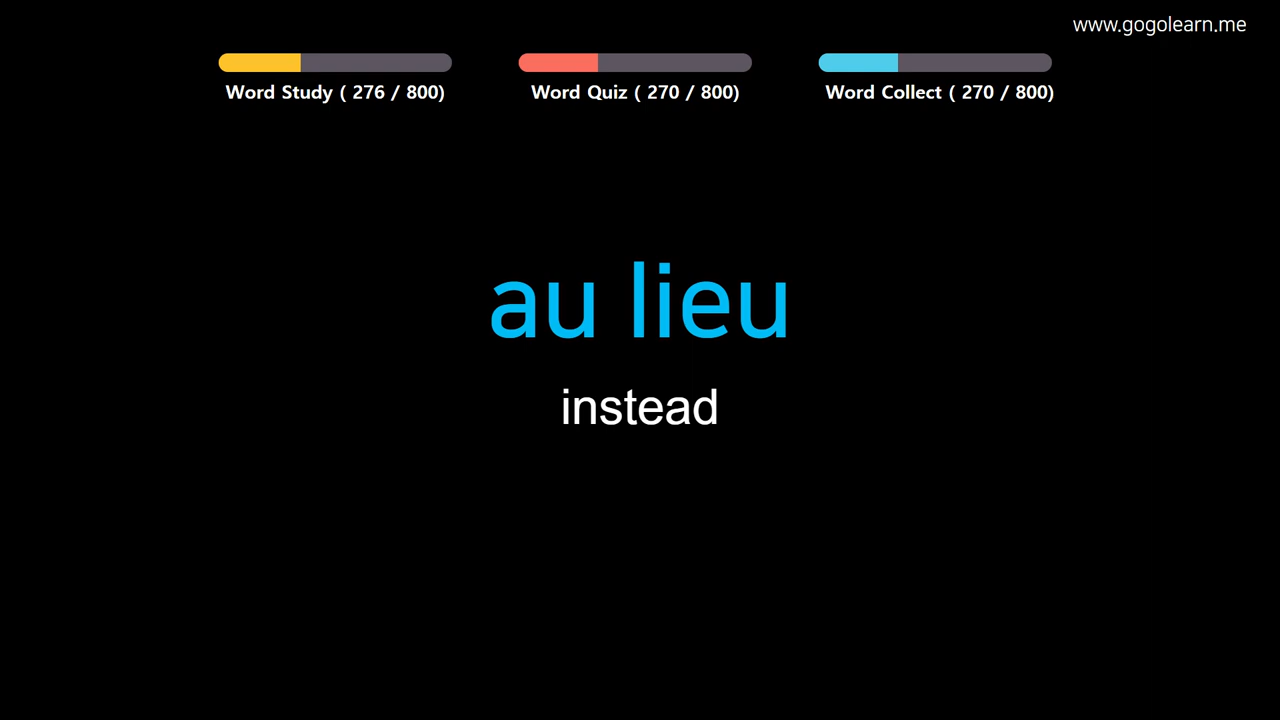 www.gogolearn.me
Word Study ( 276 / 800)
Word Quiz ( 270 / 800)
Word Collect ( 270 / 800)
au lieu
instead